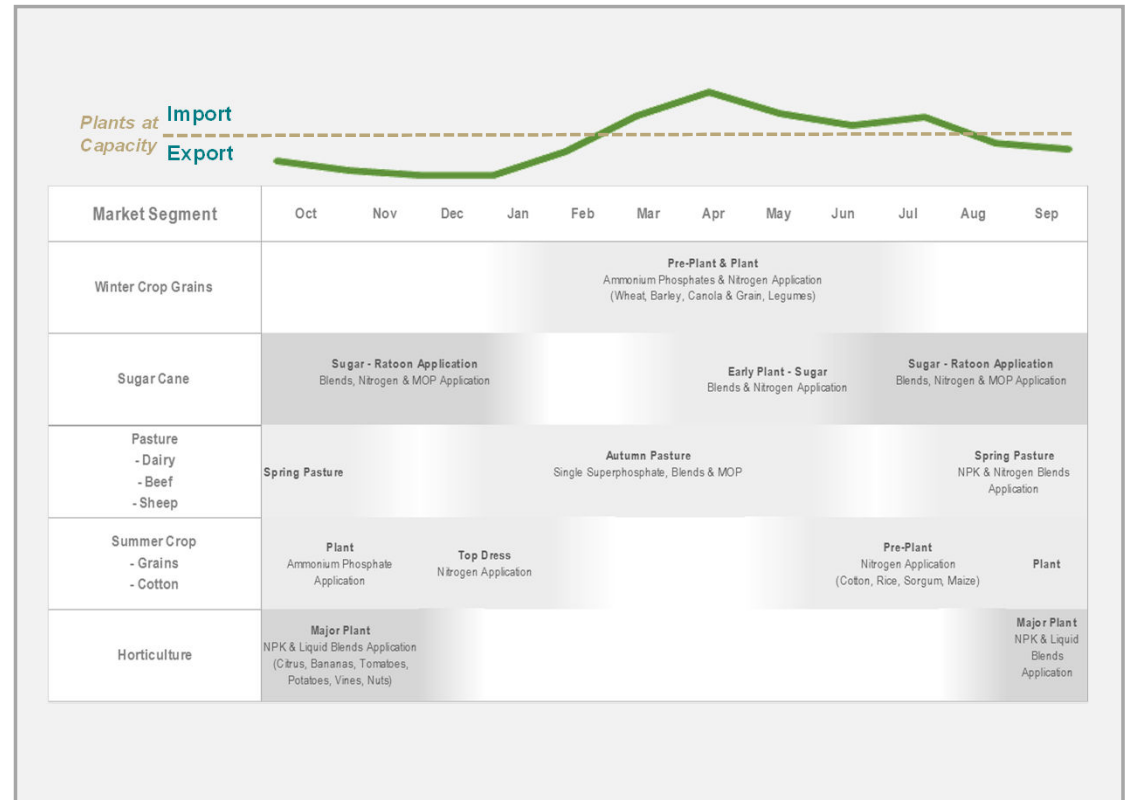 Plants at
Capacity
Import
Export
Market Segment Oct Nov Dec Jan Feb Mar Apr May Jun Jul Aug Sep
Winter Crop Grains
Pre-Plant & Plant
Ammonium Phosphates & Nitrogen Application
(Wheat, Barley, Canola & Grain, Legumes)
Sugar Cane
Sugar - Ratoon Application
Blends, Nitrogen & MOP Application
Early Plant - Sugar
Blends & Nitrogen Application
Sugar - Ratoon Application
Blends, Nitrogen & MOP Application
Pasture
- Dairy
- Beef
- Sheep
Spring Pasture
Autumn Pasture
Single Superphosphate, Blends & MOP
Spring Pasture
NPK & Nitrogen Blends
Application
Summer Crop
- Grains
- Cotton
Plant
Ammonium Phosphate
Application
Top Dress
Nitrogen Application
Pre-Plant
Nitrogen Application
(Cotton, Rice, Sorgum, Maize)
Plant
Horticulture
Major Plant
NPK & Liquid Blends Application
(Citrus, Bananas, Tomatoes,
Potatoes, Vines, Nuts)
Major Plant
NPK & Liquid
Blends
Application